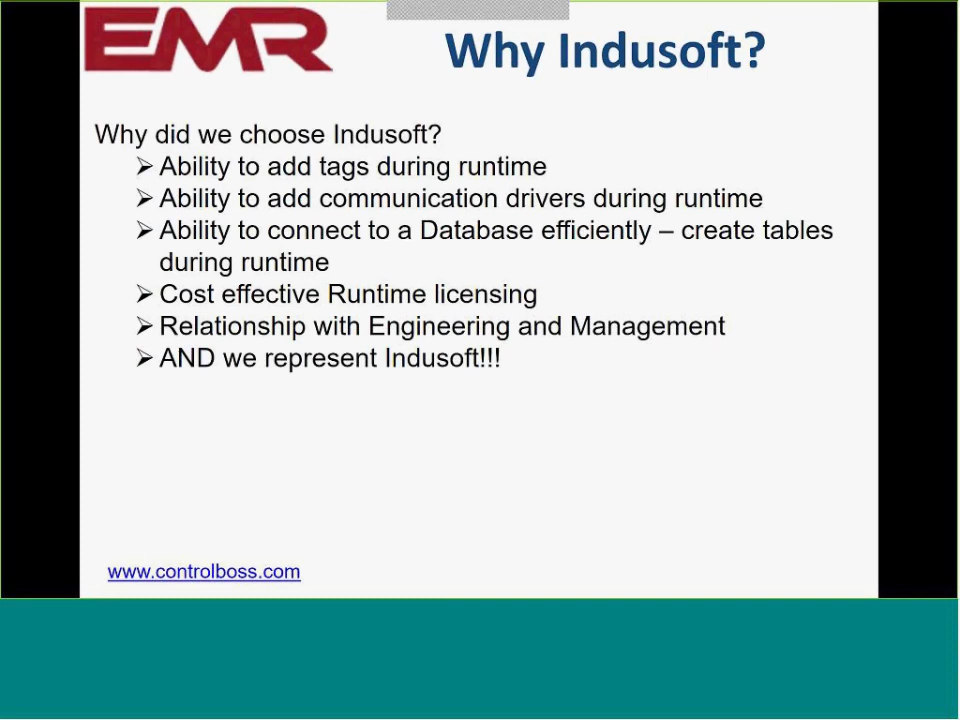 EMR
Why Indusoft?
Why did we choose Indusoft?
➢ Ability to add tags during runtime
➢ Ability to add communication drivers during runtime
➢ Ability to connect to a Database efficiently – create tables
during runtime
➢ Cost effective Runtime licensing
➢ Relationship with Engineering and Management
➢ AND we represent Indusoft!!!
www.controlboss.com